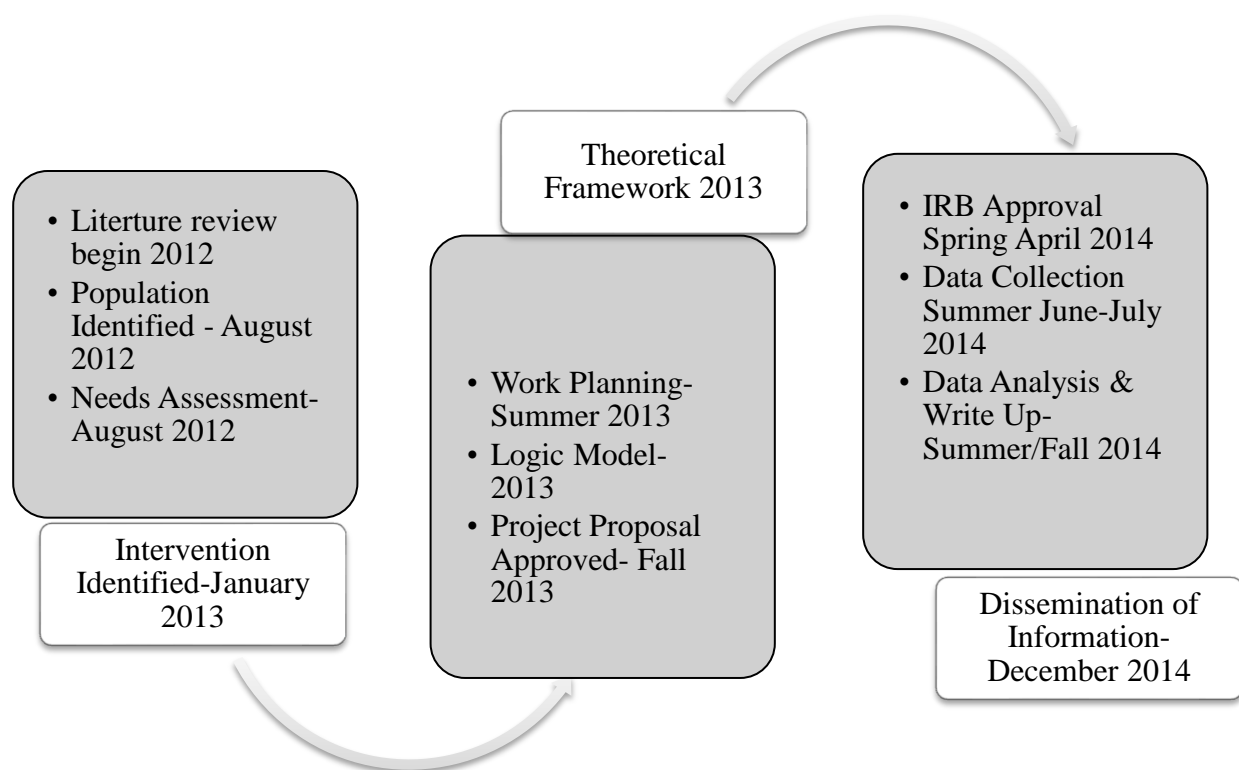 • Literture review
begin 2012
• Population
Identified - August
2012
• Needs Assessment-
August 2012
Intervention
Identified-January
2013
Theoretical
Framework 2013
• Work Planning-
Summer 2013
• Logic Model-
2013
• Project Proposal
Approved- Fall
2013
• IRB Approval
Spring April 2014
• Data Collection
Summer June-July
2014
• Data Analysis &
Write Up-
Summer/Fall 2014
Dissemination of
Information-
December 2014